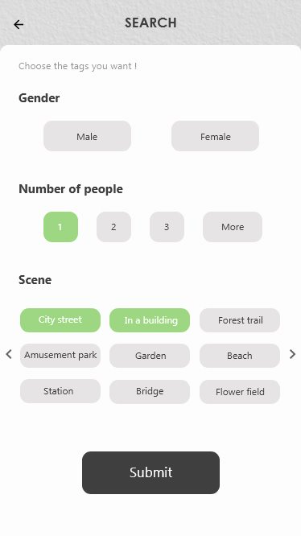 SEARCH
Choose the tags you want !
Gender
Male Female
Number of people
1 2 3 More
Scene
City street In a building Forest trail
Amusement park Garden Beach
Station Bridge Flower field
Submit